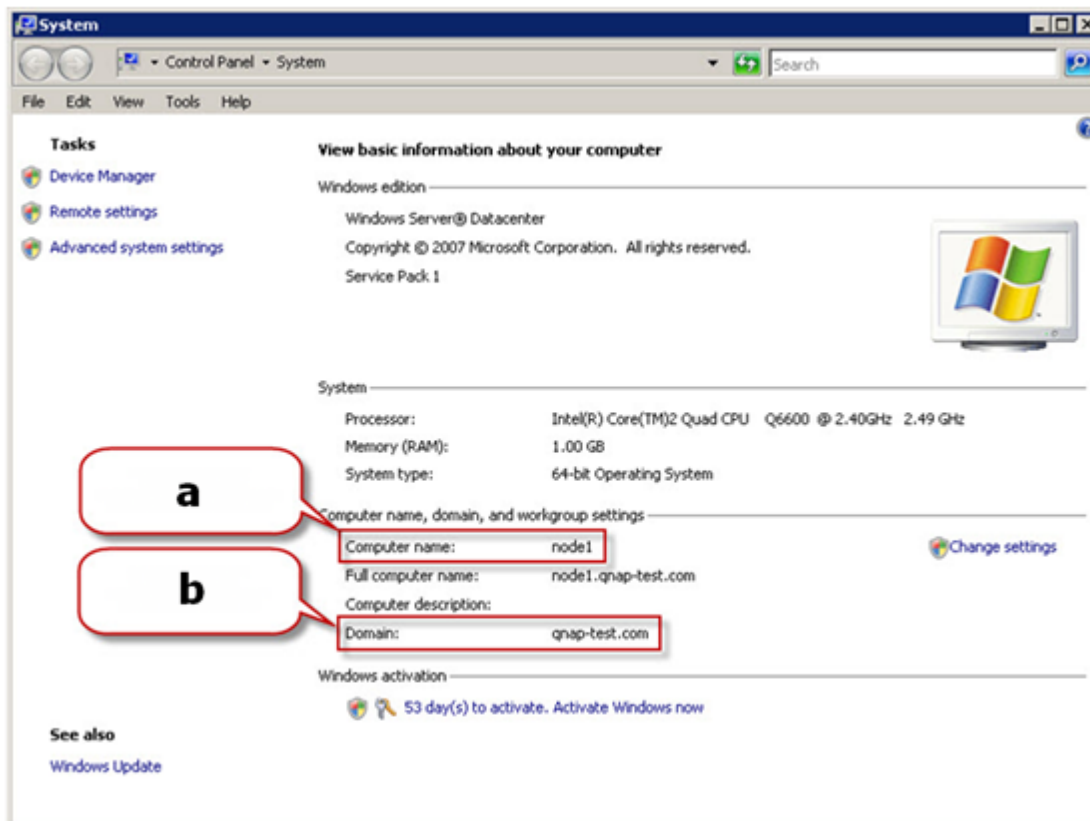 System
Control Panel System
Search
File Edit View Tools Help
Tasks
Device Manager
Remote settings
Advanced system settings
View basic information about your computer
Windows edition
Windows Server® Datacenter
Copyright © 2007 Microsoft Corporation. All rights reserved.
Service Pack 1
System
Processor: Intel(R) Core(TM)2 Quad CPU Q6600 @ 2.40GHz 2.49 GHz
Memory (RAM): 1.00 GB
System type: 64-bit Operating System
a
Computer name, domain, and workgroup settings
Computer name: node1
Change settings
Full computer name: node1.qnap-test.com
b
Computer description:
Domain: qnap-test.com
Windows activation
53 day(s) to activate. Activate Windows now
See also
Windows Update